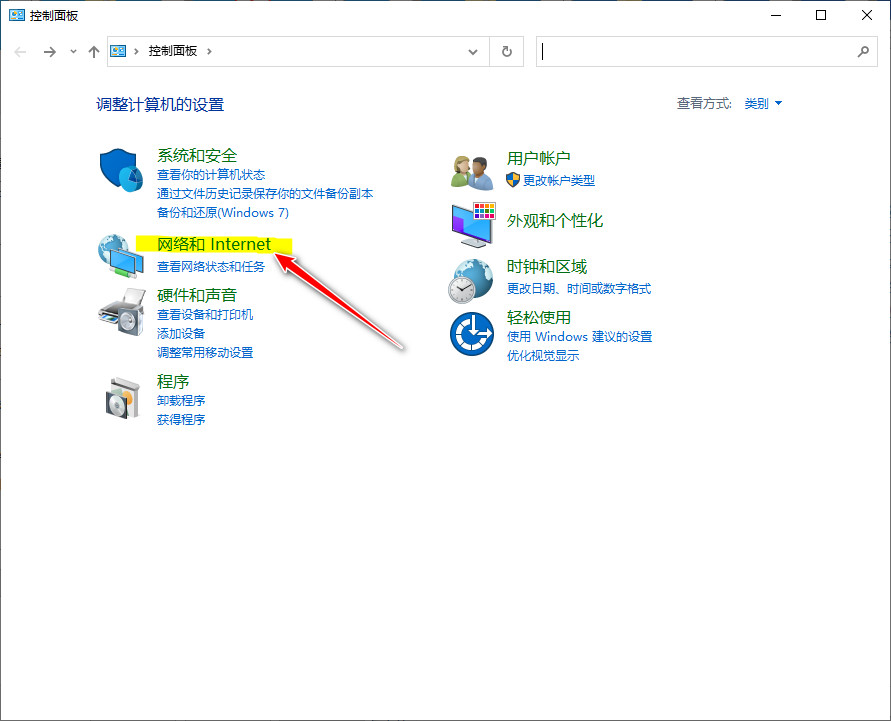 控制面板
控制面板
调整计算机的设置
查看方式: 类别
系统和安全
查看你的计算机状态
通过文件历史记录保存你的文件备份副本
备份和还原(Windows 7)
网络和 Internet
查看网络状态和任务
硬件和声音
查看设备和打印机
添加设备
调整常用移动设置
程序
卸载程序
获得程序
用户帐户
更改帐户类型
外观和个性化
时钟和区域
更改日期、时间或数字格式
轻松使用
使用 Windows 建议的设置
优化视觉显示